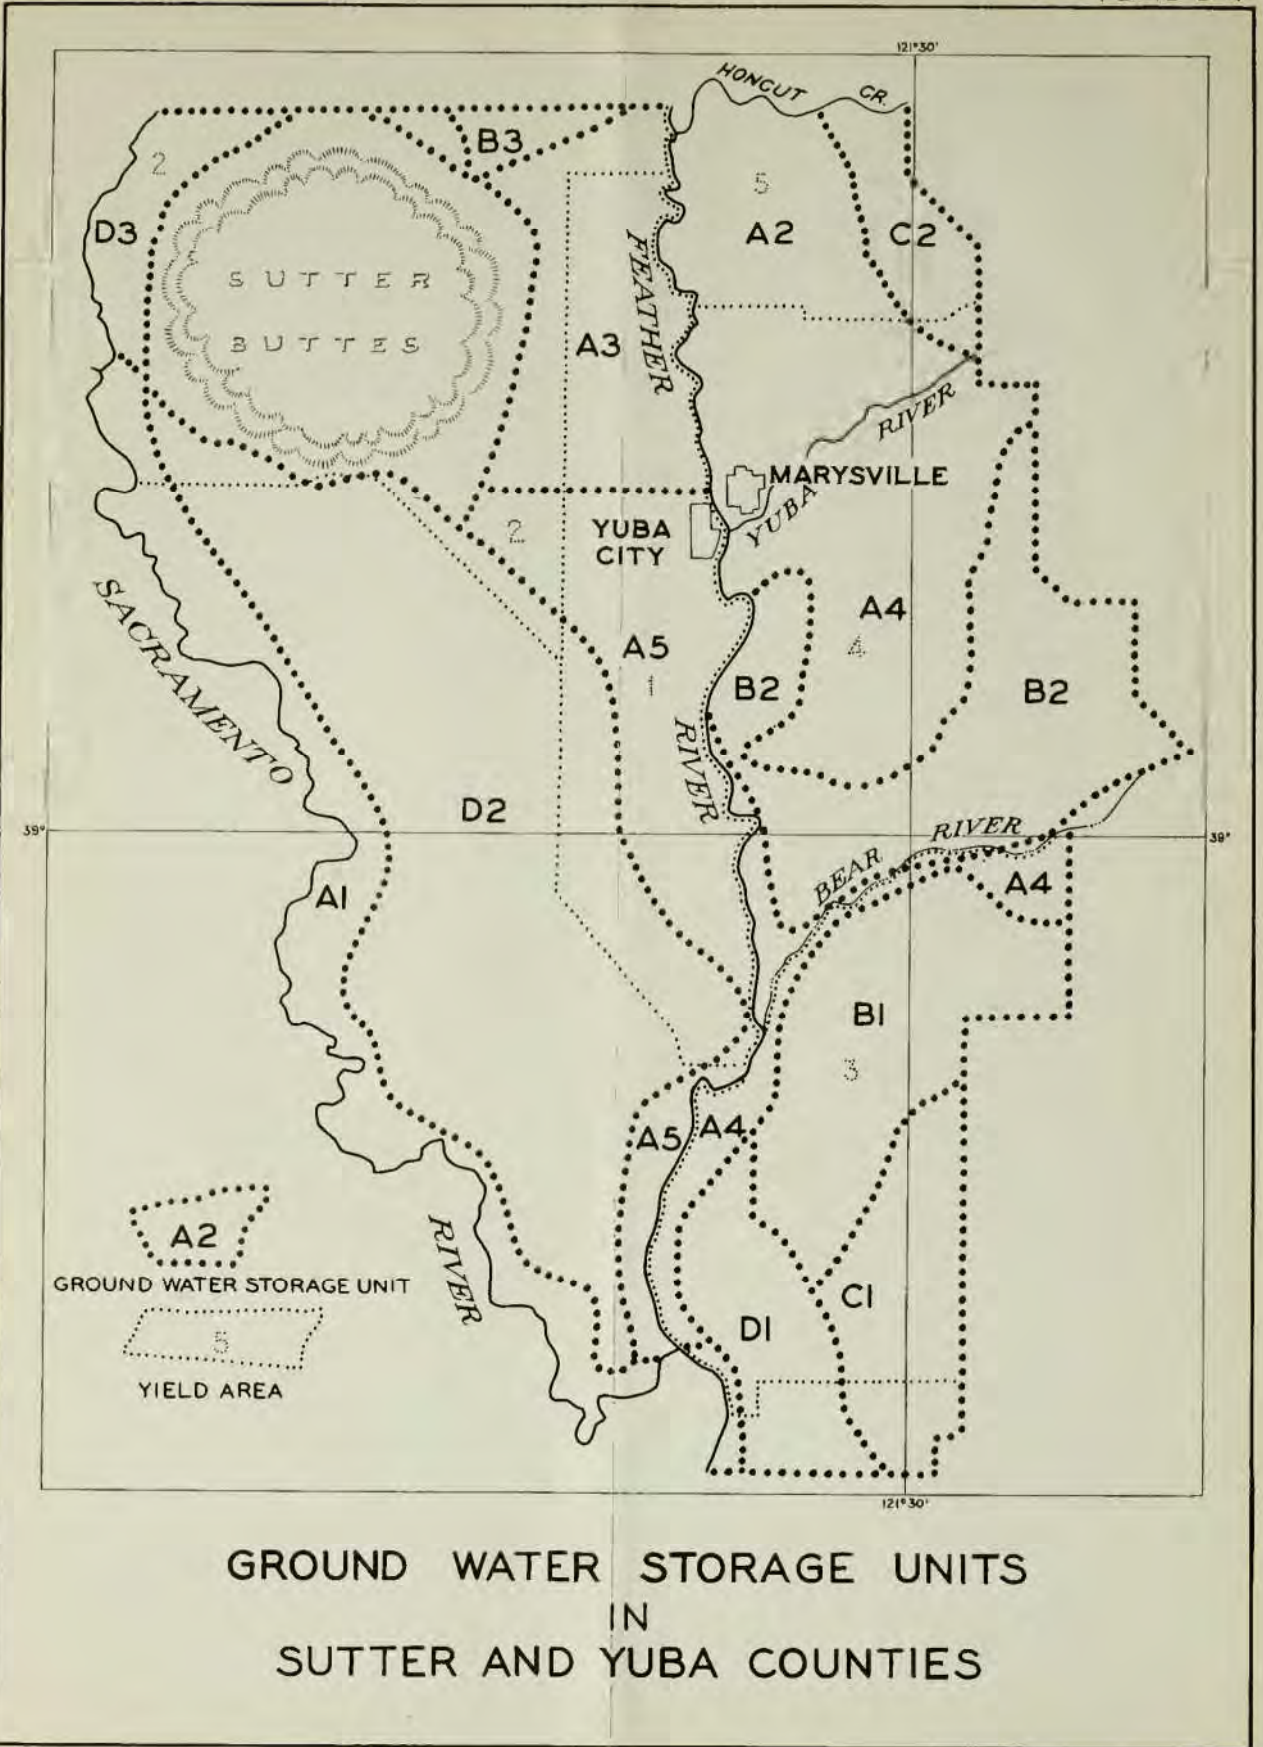 121°30'
HONCUT CR.
B3
2
5
D3
A2
C2
SUTTER
BUTTES
FEATHER
A3
RIVER
MARYSVILLE
YUBA
2
YUBA
CITY
SACRAMENTO
A4
4
A5
1
B2
B2
RIVER
D2
39°
RIVER
39°
BEAR
A4
A1
B1
3
A5
A4
A2
RIVER
GROUND WATER STORAGE UNIT
C1
5
D1
YIELD AREA
121°30'
GROUND WATER STORAGE UNITS
IN
SUTTER AND YUBA COUNTIES